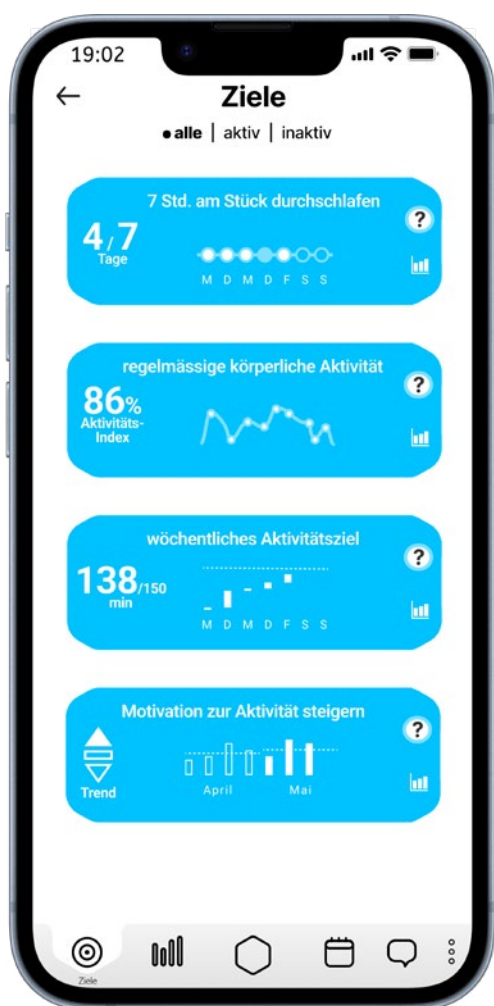 19:02
Ziele
alle | aktiv | inaktiv
7 Std. am Stück durchschlafen
?
4/7
Tage
M D M D F S S
regelmässige körperliche Aktivität
?
86%
Aktivitäts-
Index
wöchentliches Aktivitätsziel
?
138/150
min
M D M D F S S
Motivation zur Aktivität steigern
?
Trend
April Mai
Ziele